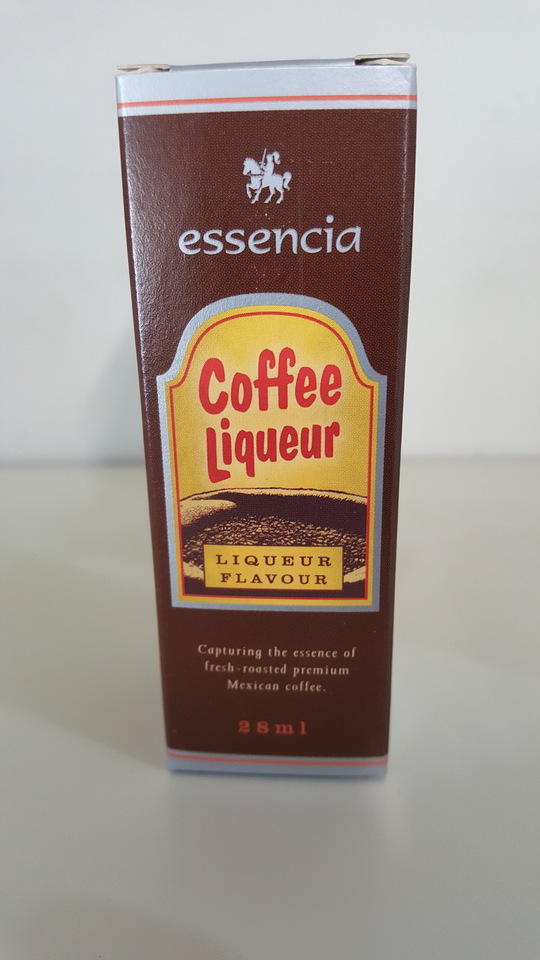 essencia
Coffee
Liqueur
LIQUEUR
FLAVOUR
Capturing the essence of
fresh-roasted premium
Mexican coffee.
28ml